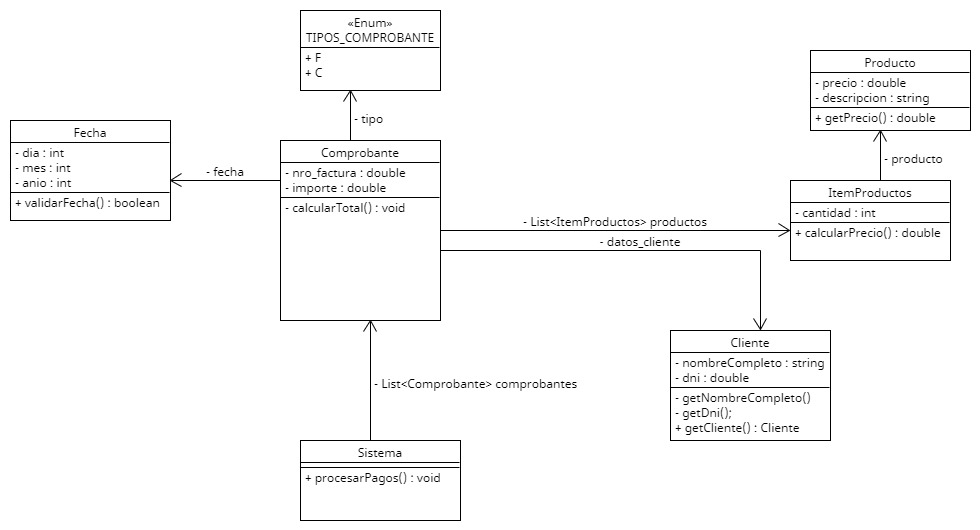 «Enum»
TIPOS_COMPROBANTE
+ F
+ C
Producto
- precio : double
- descripcion : string
+ getPrecio() : double
- tipo
Fecha
- dia : int
- mes : int
- anio : int
+ validarFecha() : boolean
- fecha
Comprobante
- nro_factura : double
- importe : double
- calcularTotal() : void
- producto
ItemProductos
- cantidad : int
+ calcularPrecio() : double
- List<ItemProductos> productos
- datos_cliente
Cliente
- nombreCompleto : string
- dni : double
- getNombreCompleto()
- getDni();
+ getCliente() : Cliente
- List<Comprobante> comprobantes
Sistema
+ procesarPagos() : void